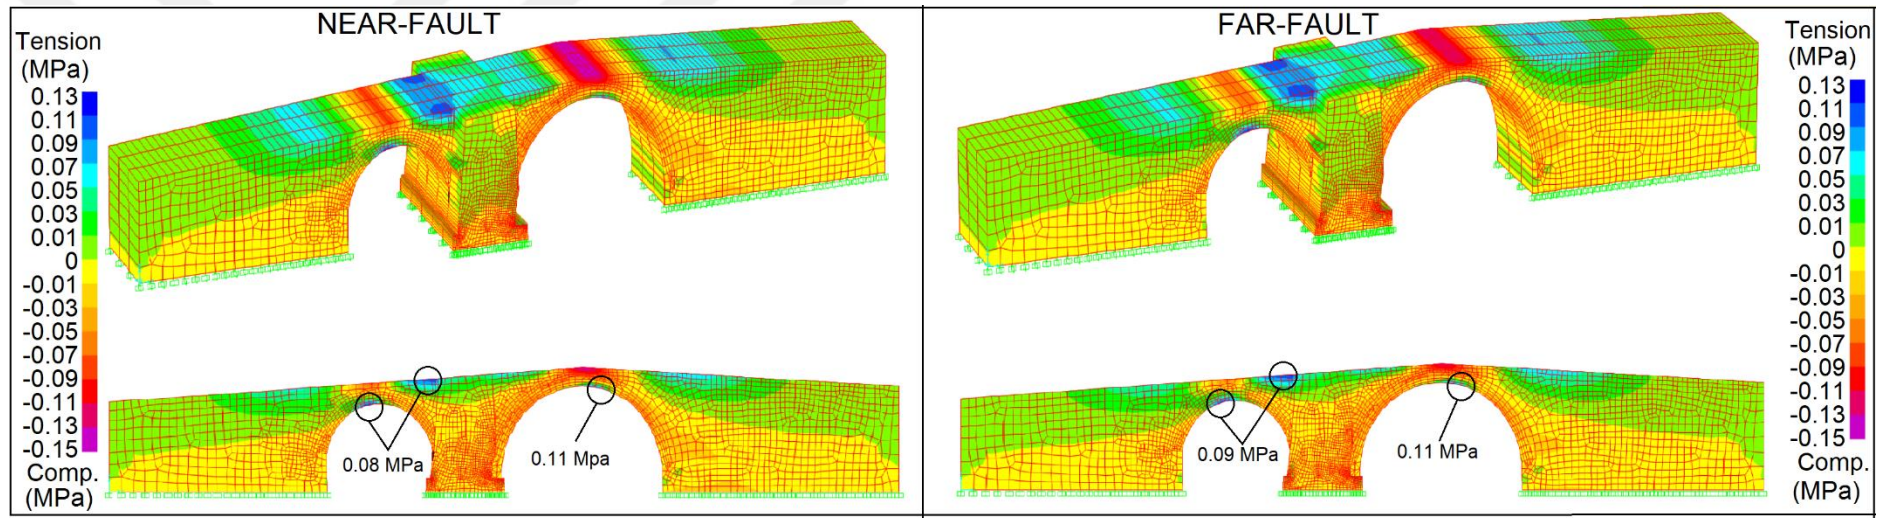 NEAR-FAULT
Tension
(MPa)
0.13
0.11
0.09
0.07
0.05
0.03
0.01
0
-0.01
-0.03
-0.05
-0.07
-0.09
-0.11
-0.13
-0.15
Comp.
(MPa)
0.08 MPa
0.11 Mpa
FAR-FAULT
Tension
(MPa)
0.13
0.11
0.09
0.07
0.05
0.03
0.01
0
-0.01
-0.03
-0.05
-0.07
-0.09
-0.11
-0.13
-0.15
Comp.
(MPa)
0.09 MPa
0.11 MPa